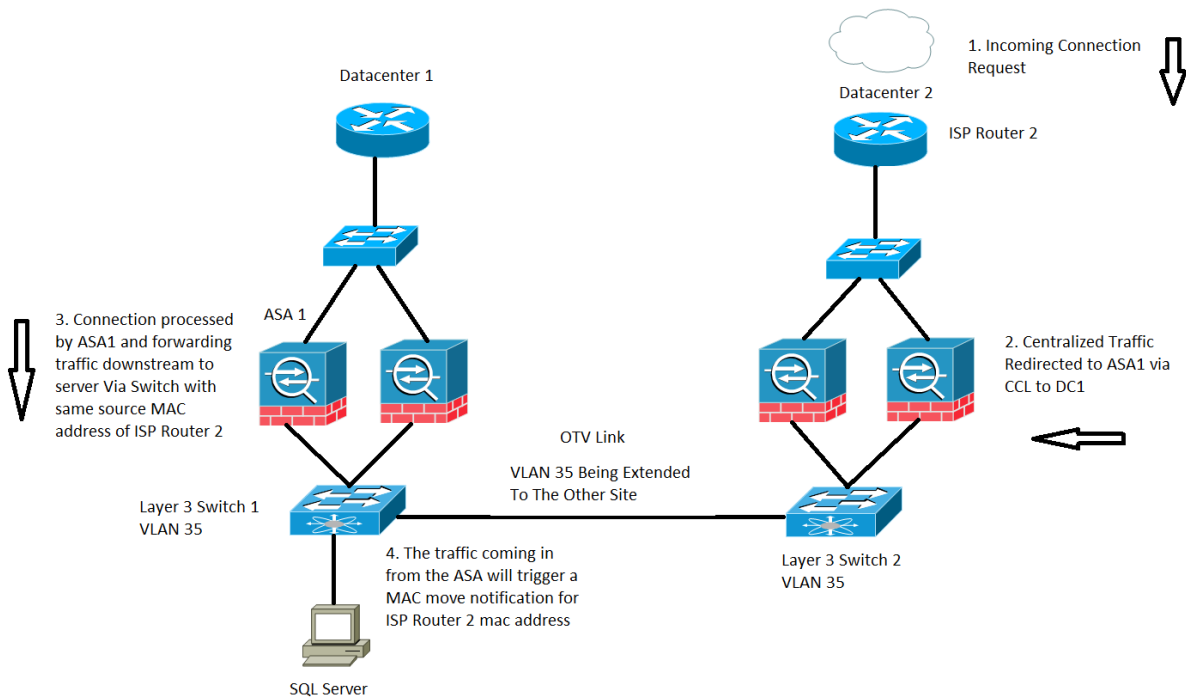 1. Incoming Connection
Request
Datacenter 1
Datacenter 2
ISP Router 2
ASA 1
3. Connection processed
by ASA1 and forwarding
traffic downstream to
server Via Switch with
same source MAC
address of ISP Router 2
2. Centralized Traffic
Redirected to ASA1 via
CCL to DC1
OTV Link
VLAN 35 Being Extended
To The Other Site
Layer 3 Switch 1
VLAN 35
4. The traffic coming in
from the ASA will trigger a
MAC move notification for
ISP Router 2 mac address
Layer 3 Switch 2
VLAN 35
SQL Server